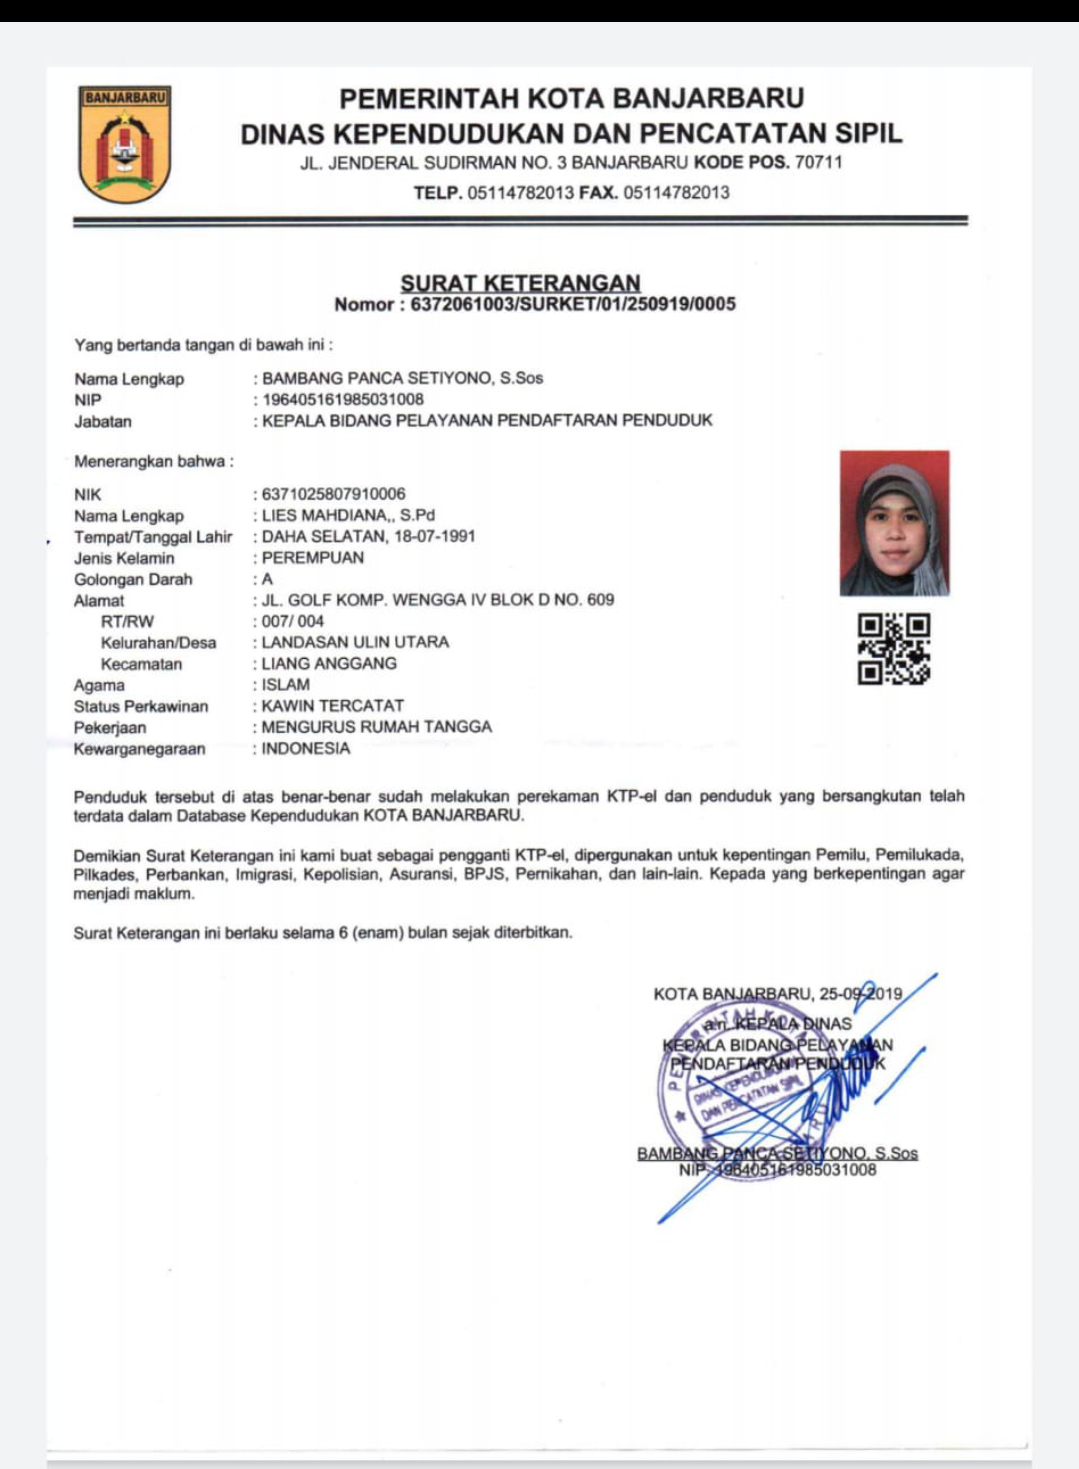 BANJARBARU
PEMERINTAH KOTA BANJARBARU
DINAS KEPENDUDUKAN DAN PENCATATAN SIPIL
JL. JENDERAL SUDIRMAN NO. 3 BANJARBARU KODE POS. 70711
TELP. 05114782013 FAX. 05114782013
SURAT KETERANGAN
Nomor : 6372061003/SURKET/01/250919/0005
Yang bertanda tangan di bawah ini :
Nama Lengkap : BAMBANG PANCA SETIYONO, S.Sos
NIP : 196405161985031008
Jabatan : KEPALA BIDANG PELAYANAN PENDAFTARAN PENDUDUK
Menerangkan bahwa :
NIK : 6371025807910006
Nama Lengkap : LIES MAHDIANA,, S.Pd
Tempat/Tanggal Lahir : DAHA SELATAN, 18-07-1991
Jenis Kelamin : PEREMPUAN
Golongan Darah : A
Alamat : JL. GOLF KOMP. WENGGA IV BLOK D NO. 609
RT/RW : 007/ 004
Kelurahan/Desa : LANDASAN ULIN UTARA
Kecamatan : LIANG ANGGANG
Agama : ISLAM
Status Perkawinan : KAWIN TERCATAT
Pekerjaan : MENGURUS RUMAH TANGGA
Kewarganegaraan : INDONESIA
Penduduk tersebut di atas benar-benar sudah melakukan perekaman KTP-el dan penduduk yang bersangkutan telah
terdata dalam Database Kependudukan KOTA BANJARBARU.
Demikian Surat Keterangan ini kami buat sebagai pengganti KTP-el, dipergunakan untuk kepentingan Pemilu, Pemilukada,
Pilkades, Perbankan, Imigrasi, Kepolisian, Asuransi, BPJS, Pernikahan, dan lain-lain. Kepada yang berkepentingan agar
menjadi maklum.
Surat Keterangan ini berlaku selama 6 (enam) bulan sejak diterbitkan.
KOTA BANJARBARU, 25-09-2019
a.n. KEPALA DINAS
KEPALA BIDANG PELAYANAN
PENDAFTARAN PENDUDUK
PEMERINTAH KOTA
DINAS KEPENDUDUKAN
DAN PENCATATAN SIPIL
BAMBANG PANCA SETIYONO, S.Sos
NIP. 196405161985031008